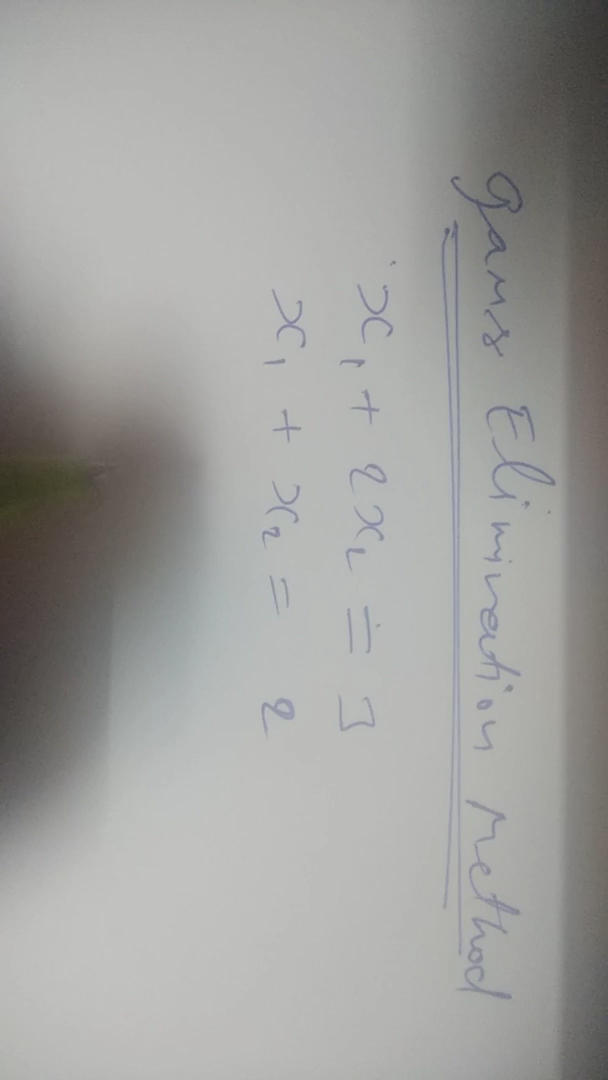 Gauss Elimination Method
x₁ + 2x₂ = 3
x₁ + x₂ = 2